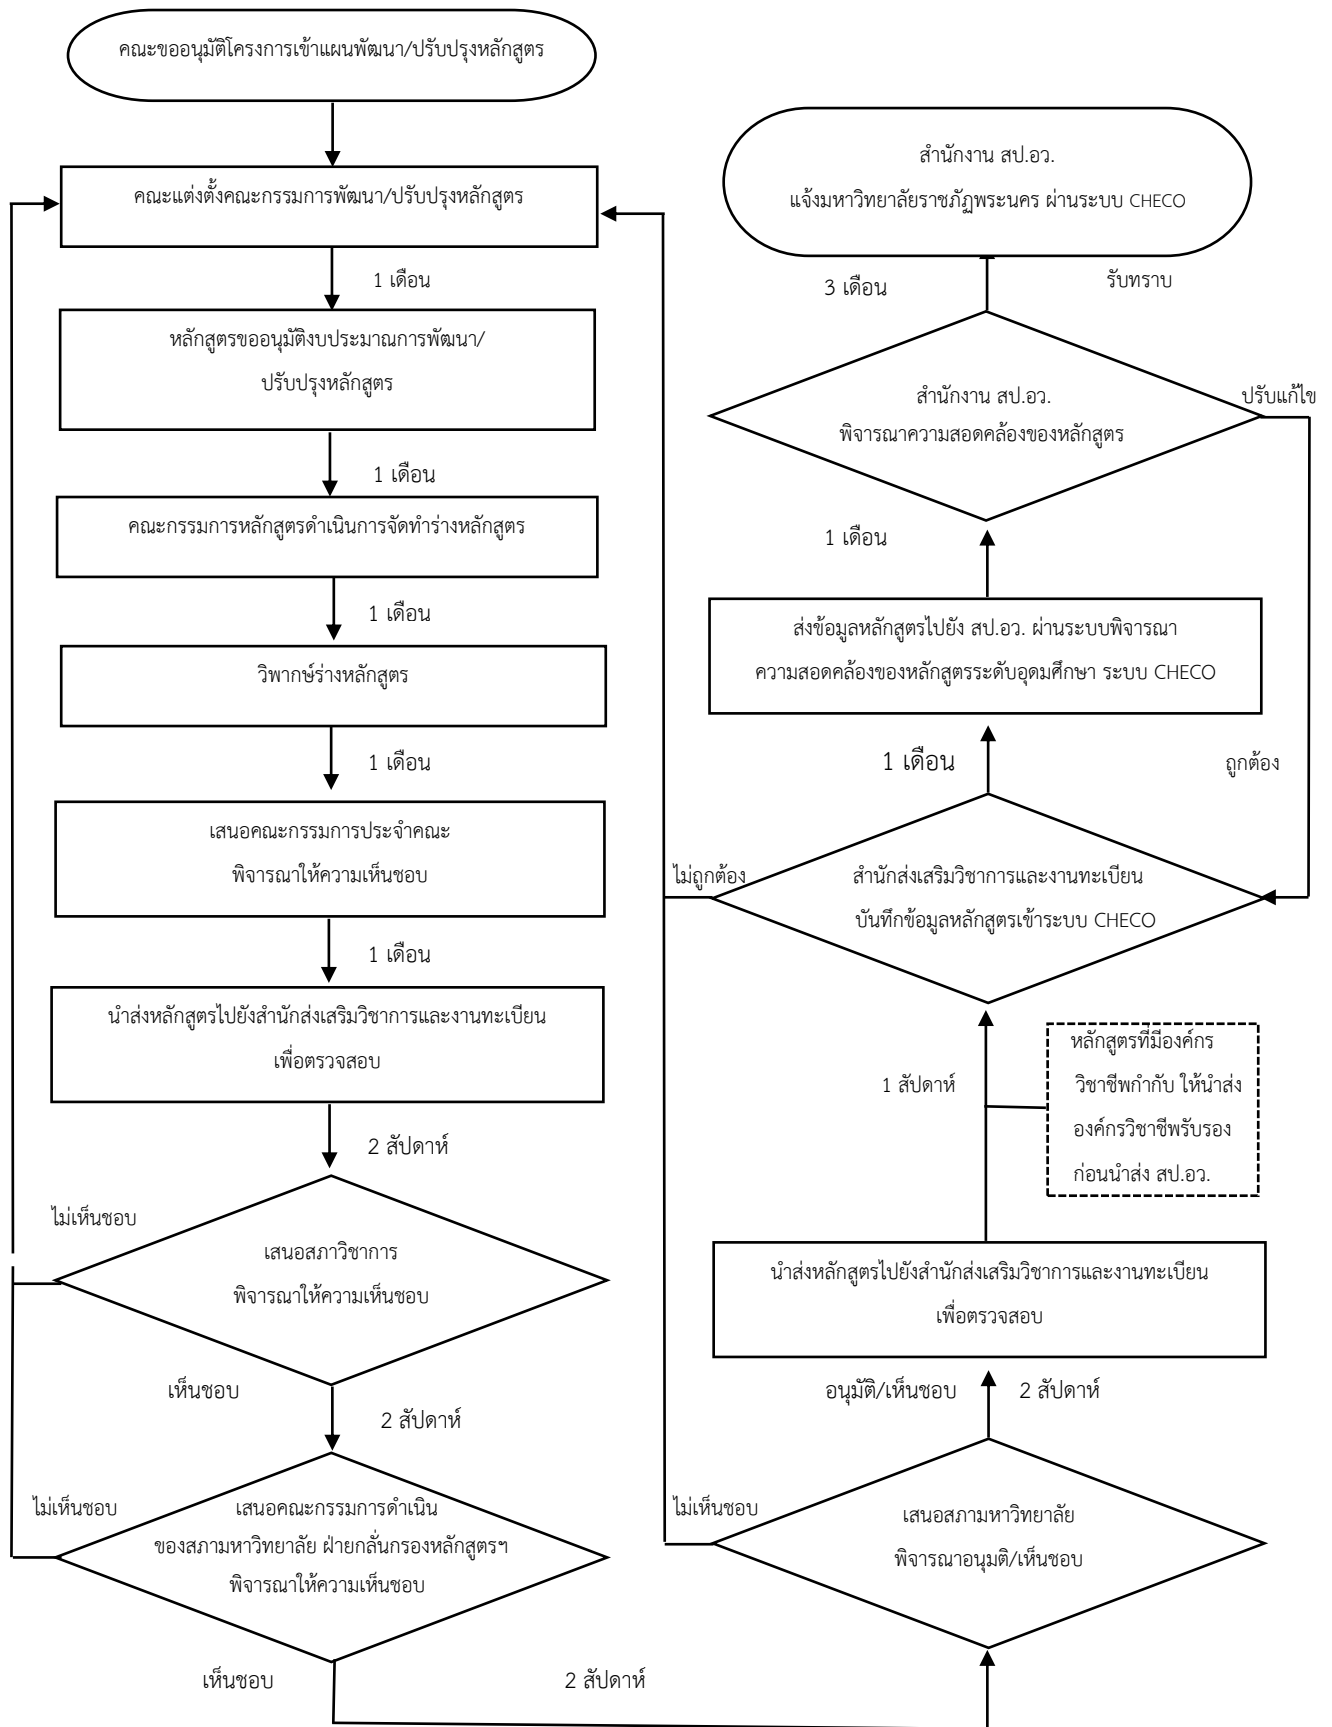 คณะขออนุมัติโครงการเข้าแผนพัฒนา/ปรับปรุงหลักสูตร
คณะแต่งตั้งคณะกรรมการพัฒนา/ปรับปรุงหลักสูตร
1 เดือน
หลักสูตรขออนุมัติงบประมาณการพัฒนา/
ปรับปรุงหลักสูตร
1 เดือน
คณะกรรมการหลักสูตรดำเนินการจัดทำร่างหลักสูตร
1 เดือน
วิพากษ์ร่างหลักสูตร
1 เดือน
เสนอคณะกรรมการประจำคณะ
พิจารณาให้ความเห็นชอบ
1 เดือน
นำส่งหลักสูตรไปยังสำนักส่งเสริมวิชาการและงานทะเบียน
เพื่อตรวจสอบ
2 สัปดาห์
ไม่เห็นชอบ
เสนอสภาวิชาการ
พิจารณาให้ความเห็นชอบ
เห็นชอบ
2 สัปดาห์
ไม่เห็นชอบ
เสนอคณะกรรมการดำเนิน
ของสภามหาวิทยาลัย ฝ่ายกลั่นกรองหลักสูตรฯ
พิจารณาให้ความเห็นชอบ
เห็นชอบ
2 สัปดาห์
ไม่เห็นชอบ
เสนอสภามหาวิทยาลัย
พิจารณาอนุมติ/เห็นชอบ
อนุมัติ/เห็นชอบ
2 สัปดาห์
นำส่งหลักสูตรไปยังสำนักส่งเสริมวิชาการและงานทะเบียน
เพื่อตรวจสอบ
1 สัปดาห์
หลักสูตรที่มีองค์กร
วิชาชีพกำกับ ให้นำส่ง
องค์กรวิชาชีพรับรอง
ก่อนนำส่ง สป.อว.
ไม่ถูกต้อง
สำนักส่งเสริมวิชาการและงานทะเบียน
บันทึกข้อมูลหลักสูตรเข้าระบบ CHECO
1 เดือน
ถูกต้อง
ส่งข้อมูลหลักสูตรไปยัง สป.อว. ผ่านระบบพิจารณา
ความสอดคล้องของหลักสูตรระดับอุดมศึกษา ระบบ CHECO
1 เดือน
สำนักงาน สป.อว.
พิจารณาความสอดคล้องของหลักสูตร
ปรับแก้ไข
3 เดือน
รับทราบ
สำนักงาน สป.อว.
แจ้งมหาวิทยาลัยราชภัฏพระนคร ผ่านระบบ CHECO